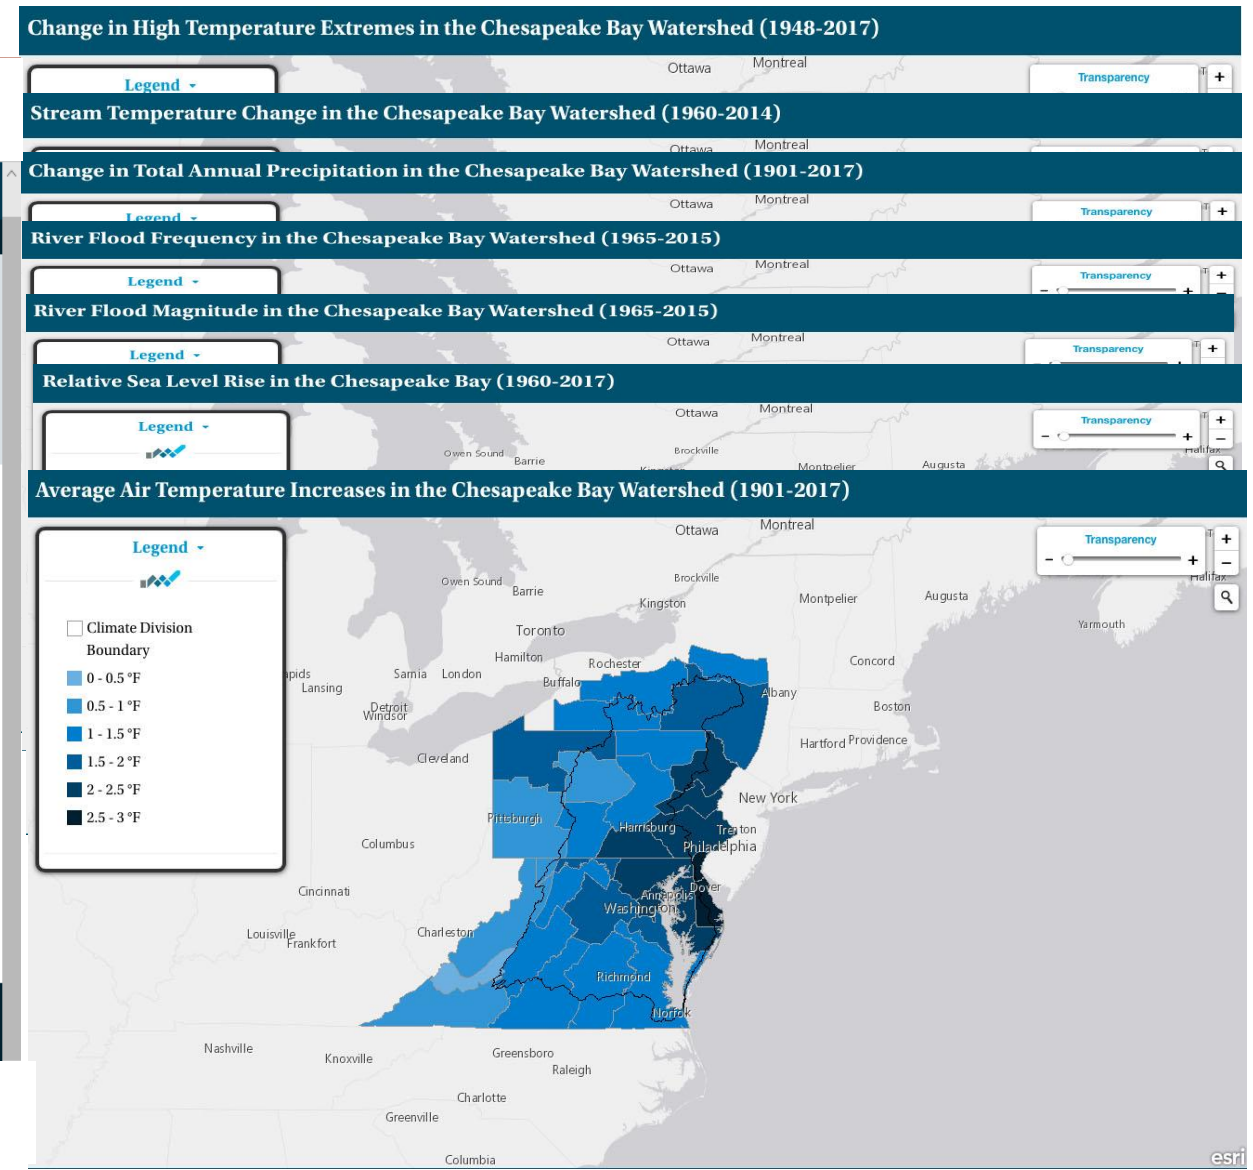 Change in High Temperature Extremes in the Chesapeake Bay Watershed (1948-2017)
Ottawa Montreal
Legend
Transparency
+
Stream Temperature Change in the Chesapeake Bay Watershed (1960-2014)
Ottawa Montreal
Change in Total Annual Precipitation in the Chesapeake Bay Watershed (1901-2017)
Ottawa Montreal
Legend
Transparency
+
River Flood Frequency in the Chesapeake Bay Watershed (1965-2015)
Ottawa Montreal
Legend
Transparency
- +
+
River Flood Magnitude in the Chesapeake Bay Watershed (1965-2015)
Ottawa Montreal
Legend
Transparency
+
Relative Sea Level Rise in the Chesapeake Bay (1960-2017)
Ottawa Montreal
Legend
Transparency
- +
+
-
Owen Sound Barrie Brockville
Kingston Montpelier Augusta Halifax
Average Air Temperature Increases in the Chesapeake Bay Watershed (1901-2017)
Ottawa Montreal
Legend
Transparency
- +
+
-
Climate Division
Boundary
0 - 0.5 °F
0.5 - 1 °F
1 - 1.5 °F
1.5 - 2 °F
2 - 2.5 °F
2.5 - 3 °F
Owen Sound
Barrie
Brockville
Kingston
Montpelier
Augusta
Halifax
Yarmouth
Toronto
Hamilton
Rochester
Concord
apids
Lansing
Sarnia
London
Buffalo
Albany
Boston
Detroit
Windsor
Hartford
Providence
Cleveland
New York
Pittsburgh
Harrisburg
Trenton
Philadelphia
Columbus
Cincinnati
Annapolis
Dover
Washington
Louisville
Frankfort
Charleston
Richmond
Norfolk
Nashville
Knoxville
Greensboro
Raleigh
Charlotte
Greenville
Columbia
esri